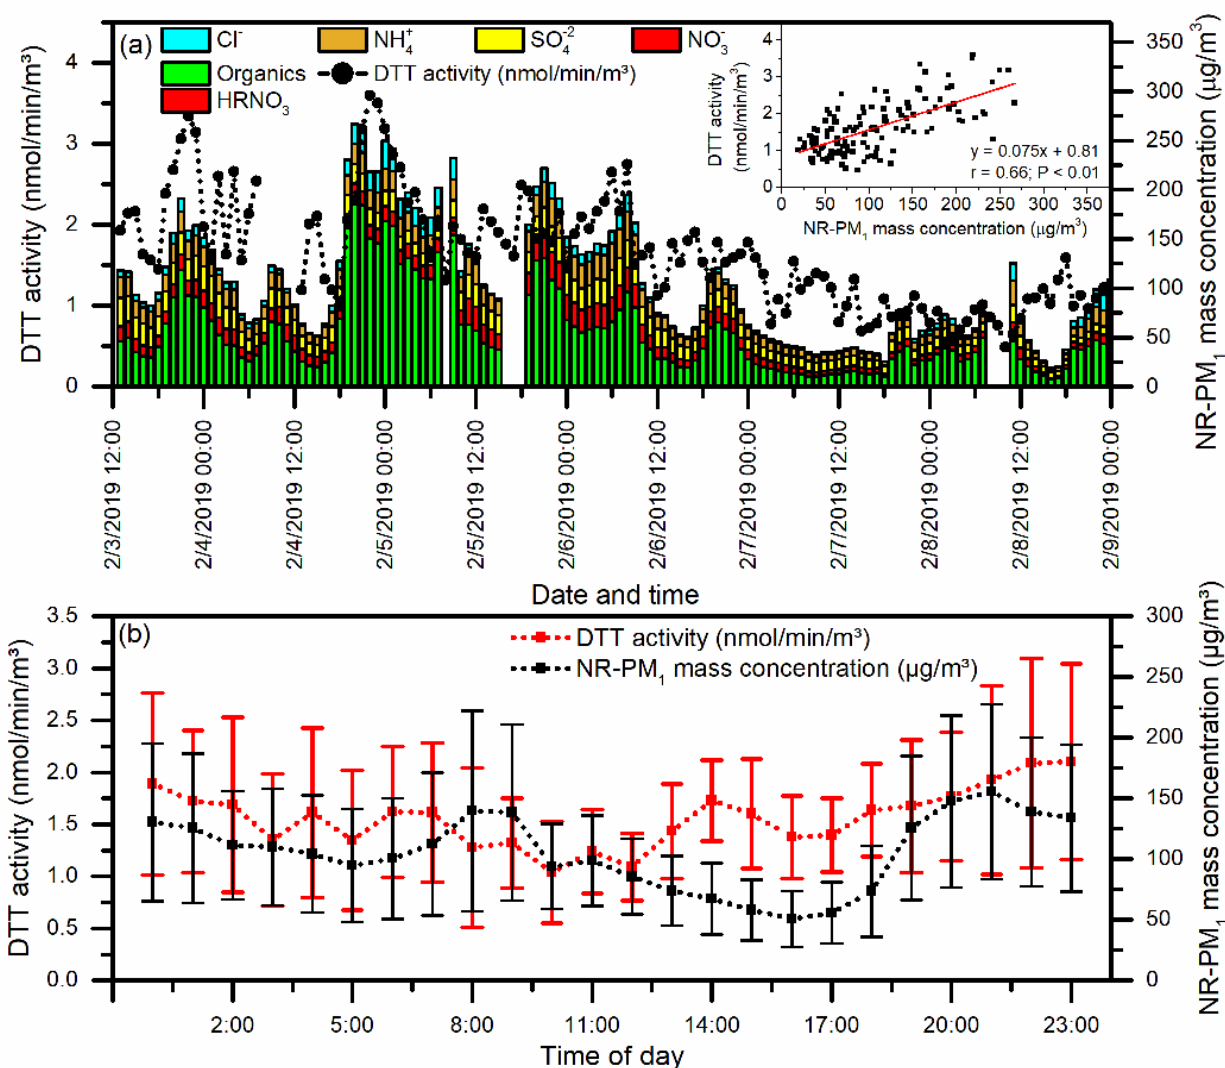 (a) Cl⁻ NH₄⁺ SO₄⁻² NO₃⁻
Organics DTT activity (nmol/min/m³)
HRNO₃
DTT activity (nmol/min/m³)
4
3
2
1
0
NR-PM₁ mass concentration (µg/m³)
350
300
250
200
150
100
50
0
DTT activity
(nmol/min/m³)
4
3
2
1
0
y = 0.075x + 0.81
r = 0.66; P < 0.01
0 50 100 150 200 250 300 350
NR-PM₁ mass concentration (µg/m³)
2/3/2019 12:00
2/4/2019 00:00
2/4/2019 12:00
2/5/2019 00:00
2/5/2019 12:00
2/6/2019 00:00
2/6/2019 12:00
2/7/2019 00:00
2/7/2019 12:00
2/8/2019 00:00
2/8/2019 12:00
2/9/2019 00:00
Date and time
(b)
DTT activity (nmol/min/m³)
NR-PM₁ mass concentration (µg/m³)
DTT activity (nmol/min/m³)
3.5
3.0
2.5
2.0
1.5
1.0
0.5
0.0
NR-PM₁ mass concentration (µg/m³)
300
250
200
150
100
50
0
2:00 5:00 8:00 11:00 14:00 17:00 20:00 23:00
Time of day